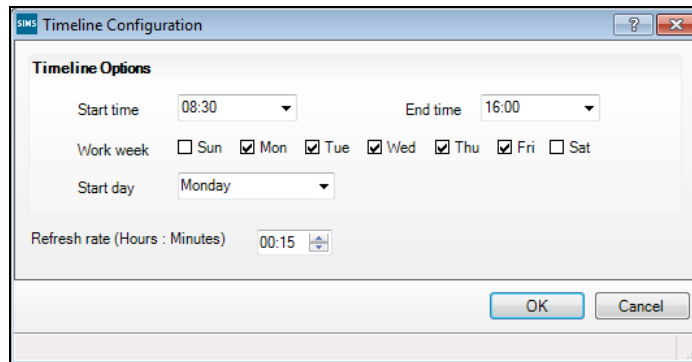 SIMS Timeline Configuration ?
Timeline Options
Start time 08:30 End time 16:00
Work week Sun Mon Tue Wed Thu Fri Sat
Start day Monday
Refresh rate (Hours : Minutes) 00:15
OK Cancel